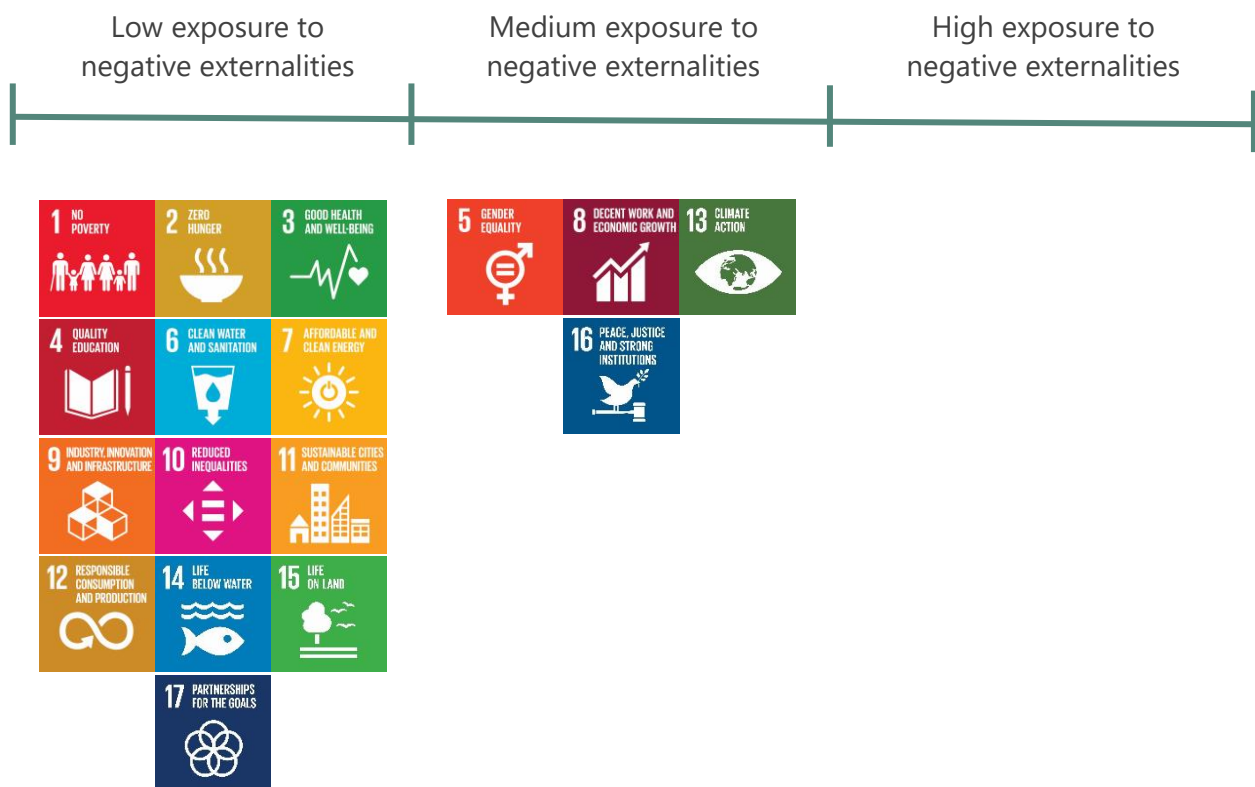 Low exposure to
negative externalities
Medium exposure to
negative externalities
High exposure to
negative externalities
1 NO
POVERTY
2 ZERO
HUNGER
3 GOOD HEALTH
AND WELL-BEING
5 GENDER
EQUALITY
8 DECENT WORK AND
ECONOMIC GROWTH
13 CLIMATE
ACTION
4 QUALITY
EDUCATION
6 CLEAN WATER
AND SANITATION
7 AFFORDABLE AND
CLEAN ENERGY
16 PEACE, JUSTICE
AND STRONG
INSTITUTIONS
9 INDUSTRY, INNOVATION
AND INFRASTRUCTURE
10 REDUCED
INEQUALITIES
11 SUSTAINABLE CITIES
AND COMMUNITIES
12 RESPONSIBLE
CONSUMPTION
AND PRODUCTION
14 LIFE
BELOW WATER
15 LIFE
ON LAND
17 PARTNERSHIPS
FOR THE GOALS